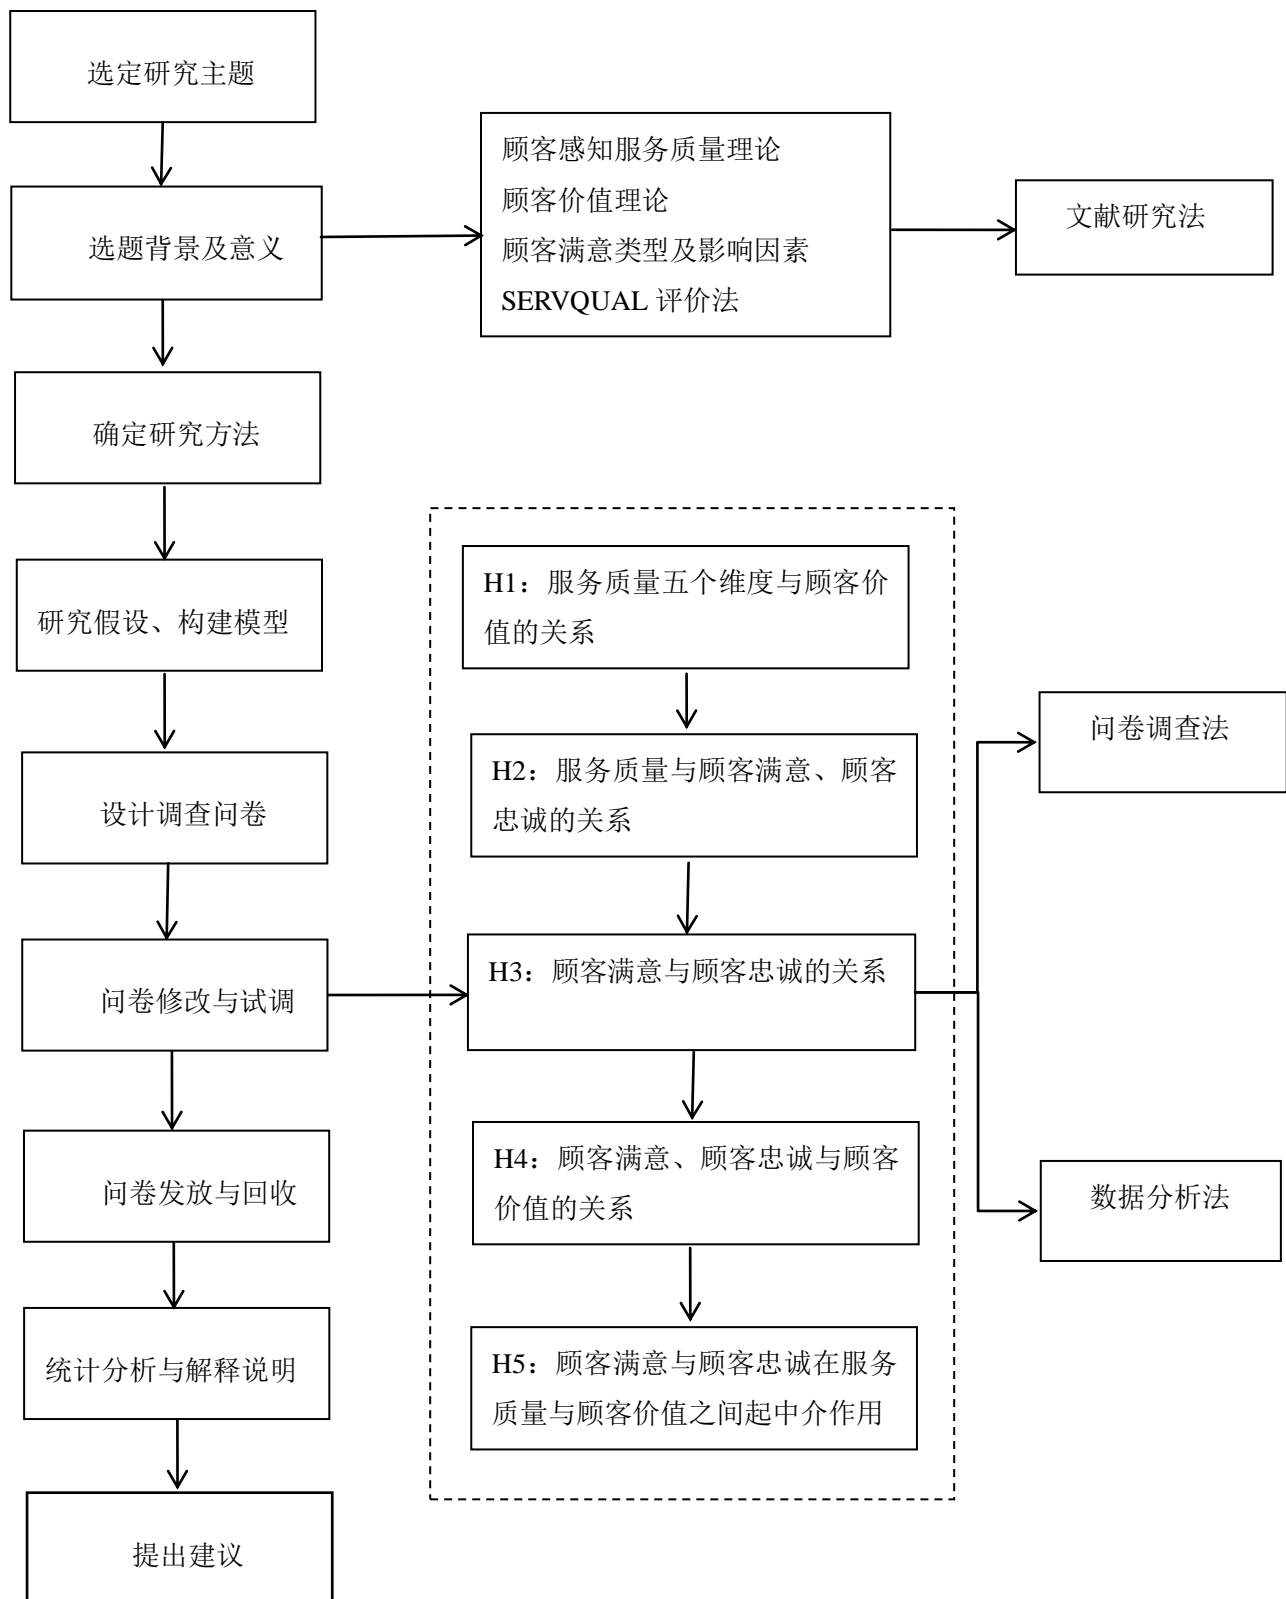 选定研究主题
选题背景及意义
顾客感知服务质量理论
顾客价值理论
顾客满意类型及影响因素
SERVQUAL 评价法
文献研究法
确定研究方法
研究假设、构建模型
设计调查问卷
问卷修改与试调
问卷发放与回收
统计分析与解释说明
提出建议
H1：服务质量五个维度与顾客价
值的关系
H2：服务质量与顾客满意、顾客
忠诚的关系
H3：顾客满意与顾客忠诚的关系
H4：顾客满意、顾客忠诚与顾客
价值的关系
H5：顾客满意与顾客忠诚在服务
质量与顾客价值之间起中介作用
问卷调查法
数据分析法